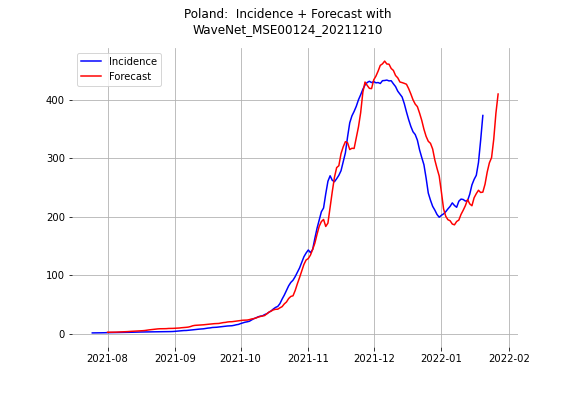 Poland:  Incidence + Forecast with
WaveNet_MSE00124_20211210
Incidence
Forecast
400
300
200
100
0
2021-08 2021-09 2021-10 2021-11 2021-12 2022-01 2022-02